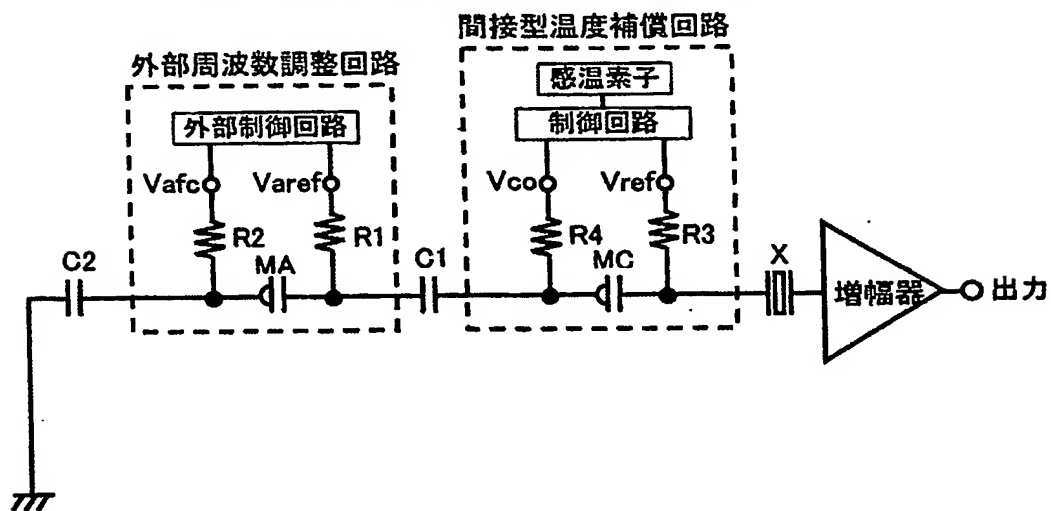 間接型温度補償回路
外部周波数調整回路
感温素子
制御回路
外部制御回路
Vafc
Varef
Vco
Vref
R2
R1
R4
R3
C2
MA
C1
MC
X
増幅器
出力